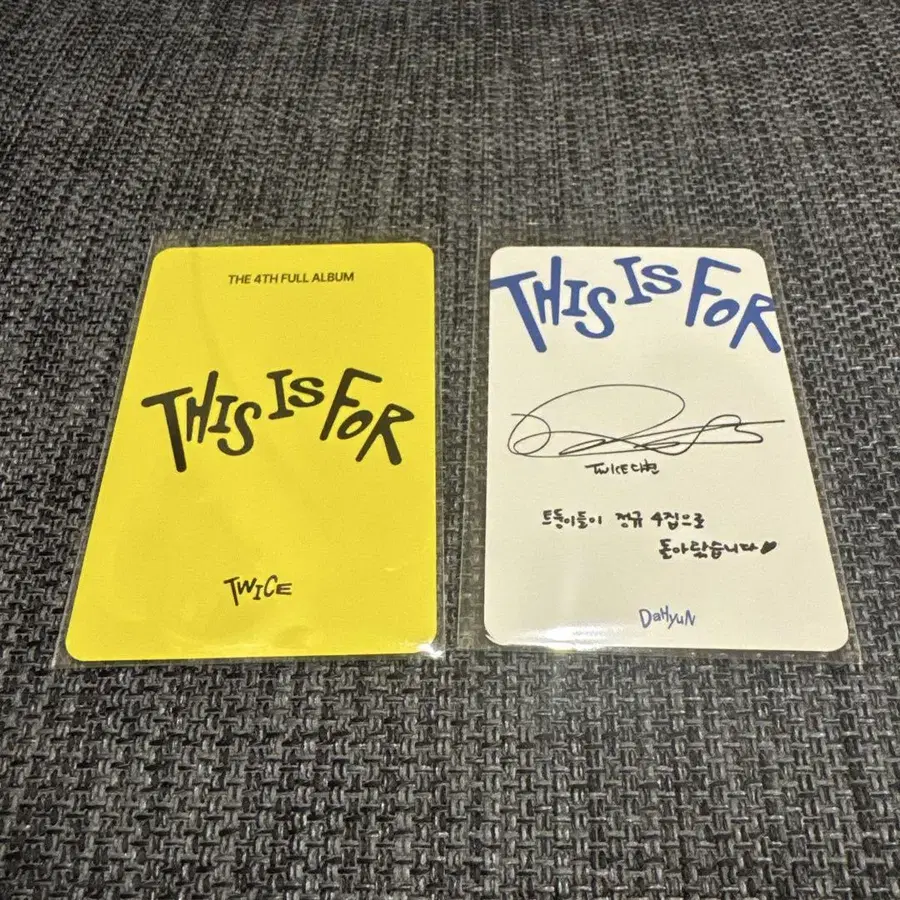 THE 4TH FULL ALBUM
THIS IS FOR
TWICE
THIS IS FOR
TWICE 다현
트둥이들이 정규 4집으로
돌아왔습니다♥
DaHyuN